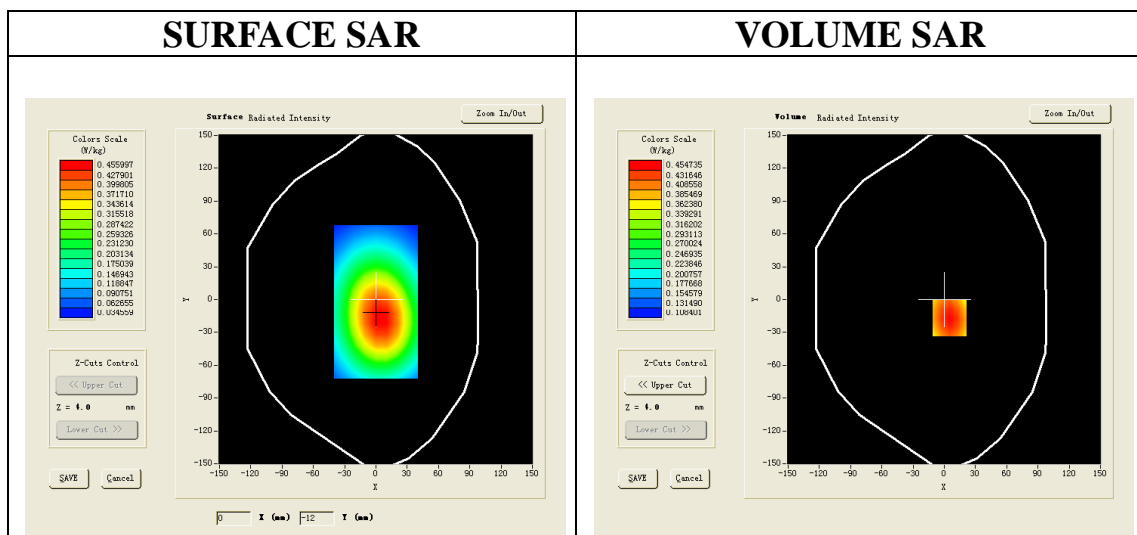 SURFACE SAR
VOLUME SAR
Surface Radiated Intensity
Zoom In/Out
Colors Scale
(W/kg)
0.455997
0.427901
0.399805
0.371710
0.343614
0.315518
0.287422
0.259326
0.231230
0.203134
0.175039
0.146943
0.118847
0.090751
0.062655
0.034559
150
120
90
60
30
0
-30
-60
-90
-120
-150
Y
-150 -120 -90 -60 -30 0 30 60 90 120 150
X
Z-Cuts Control
<< Upper Cut
Z = 4.0 mm
Lower Cut >>
SAVE Cancel
0 X (mm) -12 Y (mm)
Volume Radiated Intensity
Zoom In/Out
Colors Scale
(W/kg)
0.454735
0.431646
0.408558
0.385469
0.362380
0.339291
0.316202
0.293113
0.270024
0.246935
0.223846
0.200757
0.177668
0.154579
0.131490
0.108401
150
120
90
60
30
0
-30
-60
-90
-120
-150
Y
-150 -120 -90 -60 -30 0 30 60 90 120 150
X
Z-Cuts Control
<< Upper Cut
Z = 4.0 mm
Lower Cut >>
SAVE Cancel